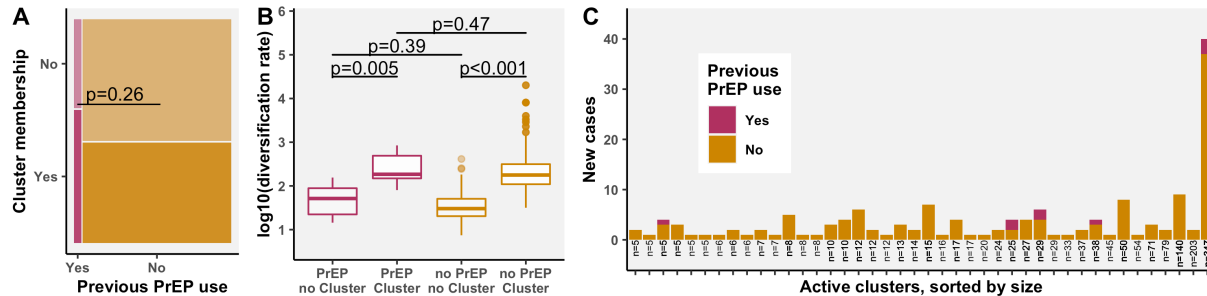 A
Cluster membership
No
Yes
p=0.26
Yes
No
Previous PrEP use
B
log10(diversification rate)
6
5
4
3
2
1
p=0.47
p=0.39
p=0.005
p<0.001
PrEP
no Cluster
PrEP
Cluster
no PrEP
no Cluster
no PrEP
Cluster
C
New cases
40
30
20
10
0
Previous
PrEP use
Yes
No
n=5
n=5
n=5
n=5
n=5
n=5
n=6
n=6
n=6
n=7
n=7
n=8
n=8
n=8
n=10
n=10
n=12
n=12
n=12
n=13
n=14
n=15
n=16
n=17
n=17
n=20
n=24
n=25
n=27
n=29
n=29
n=33
n=37
n=38
n=45
n=50
n=54
n=71
n=79
n=140
n=203
Active clusters, sorted by size